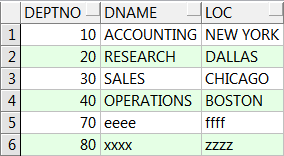 DEPTNO DNAME LOC
1 10 ACCOUNTING NEW YORK
2 20 RESEARCH DALLAS
3 30 SALES CHICAGO
4 40 OPERATIONS BOSTON
5 70 eeee ffff
6 80 xxxx zzzz